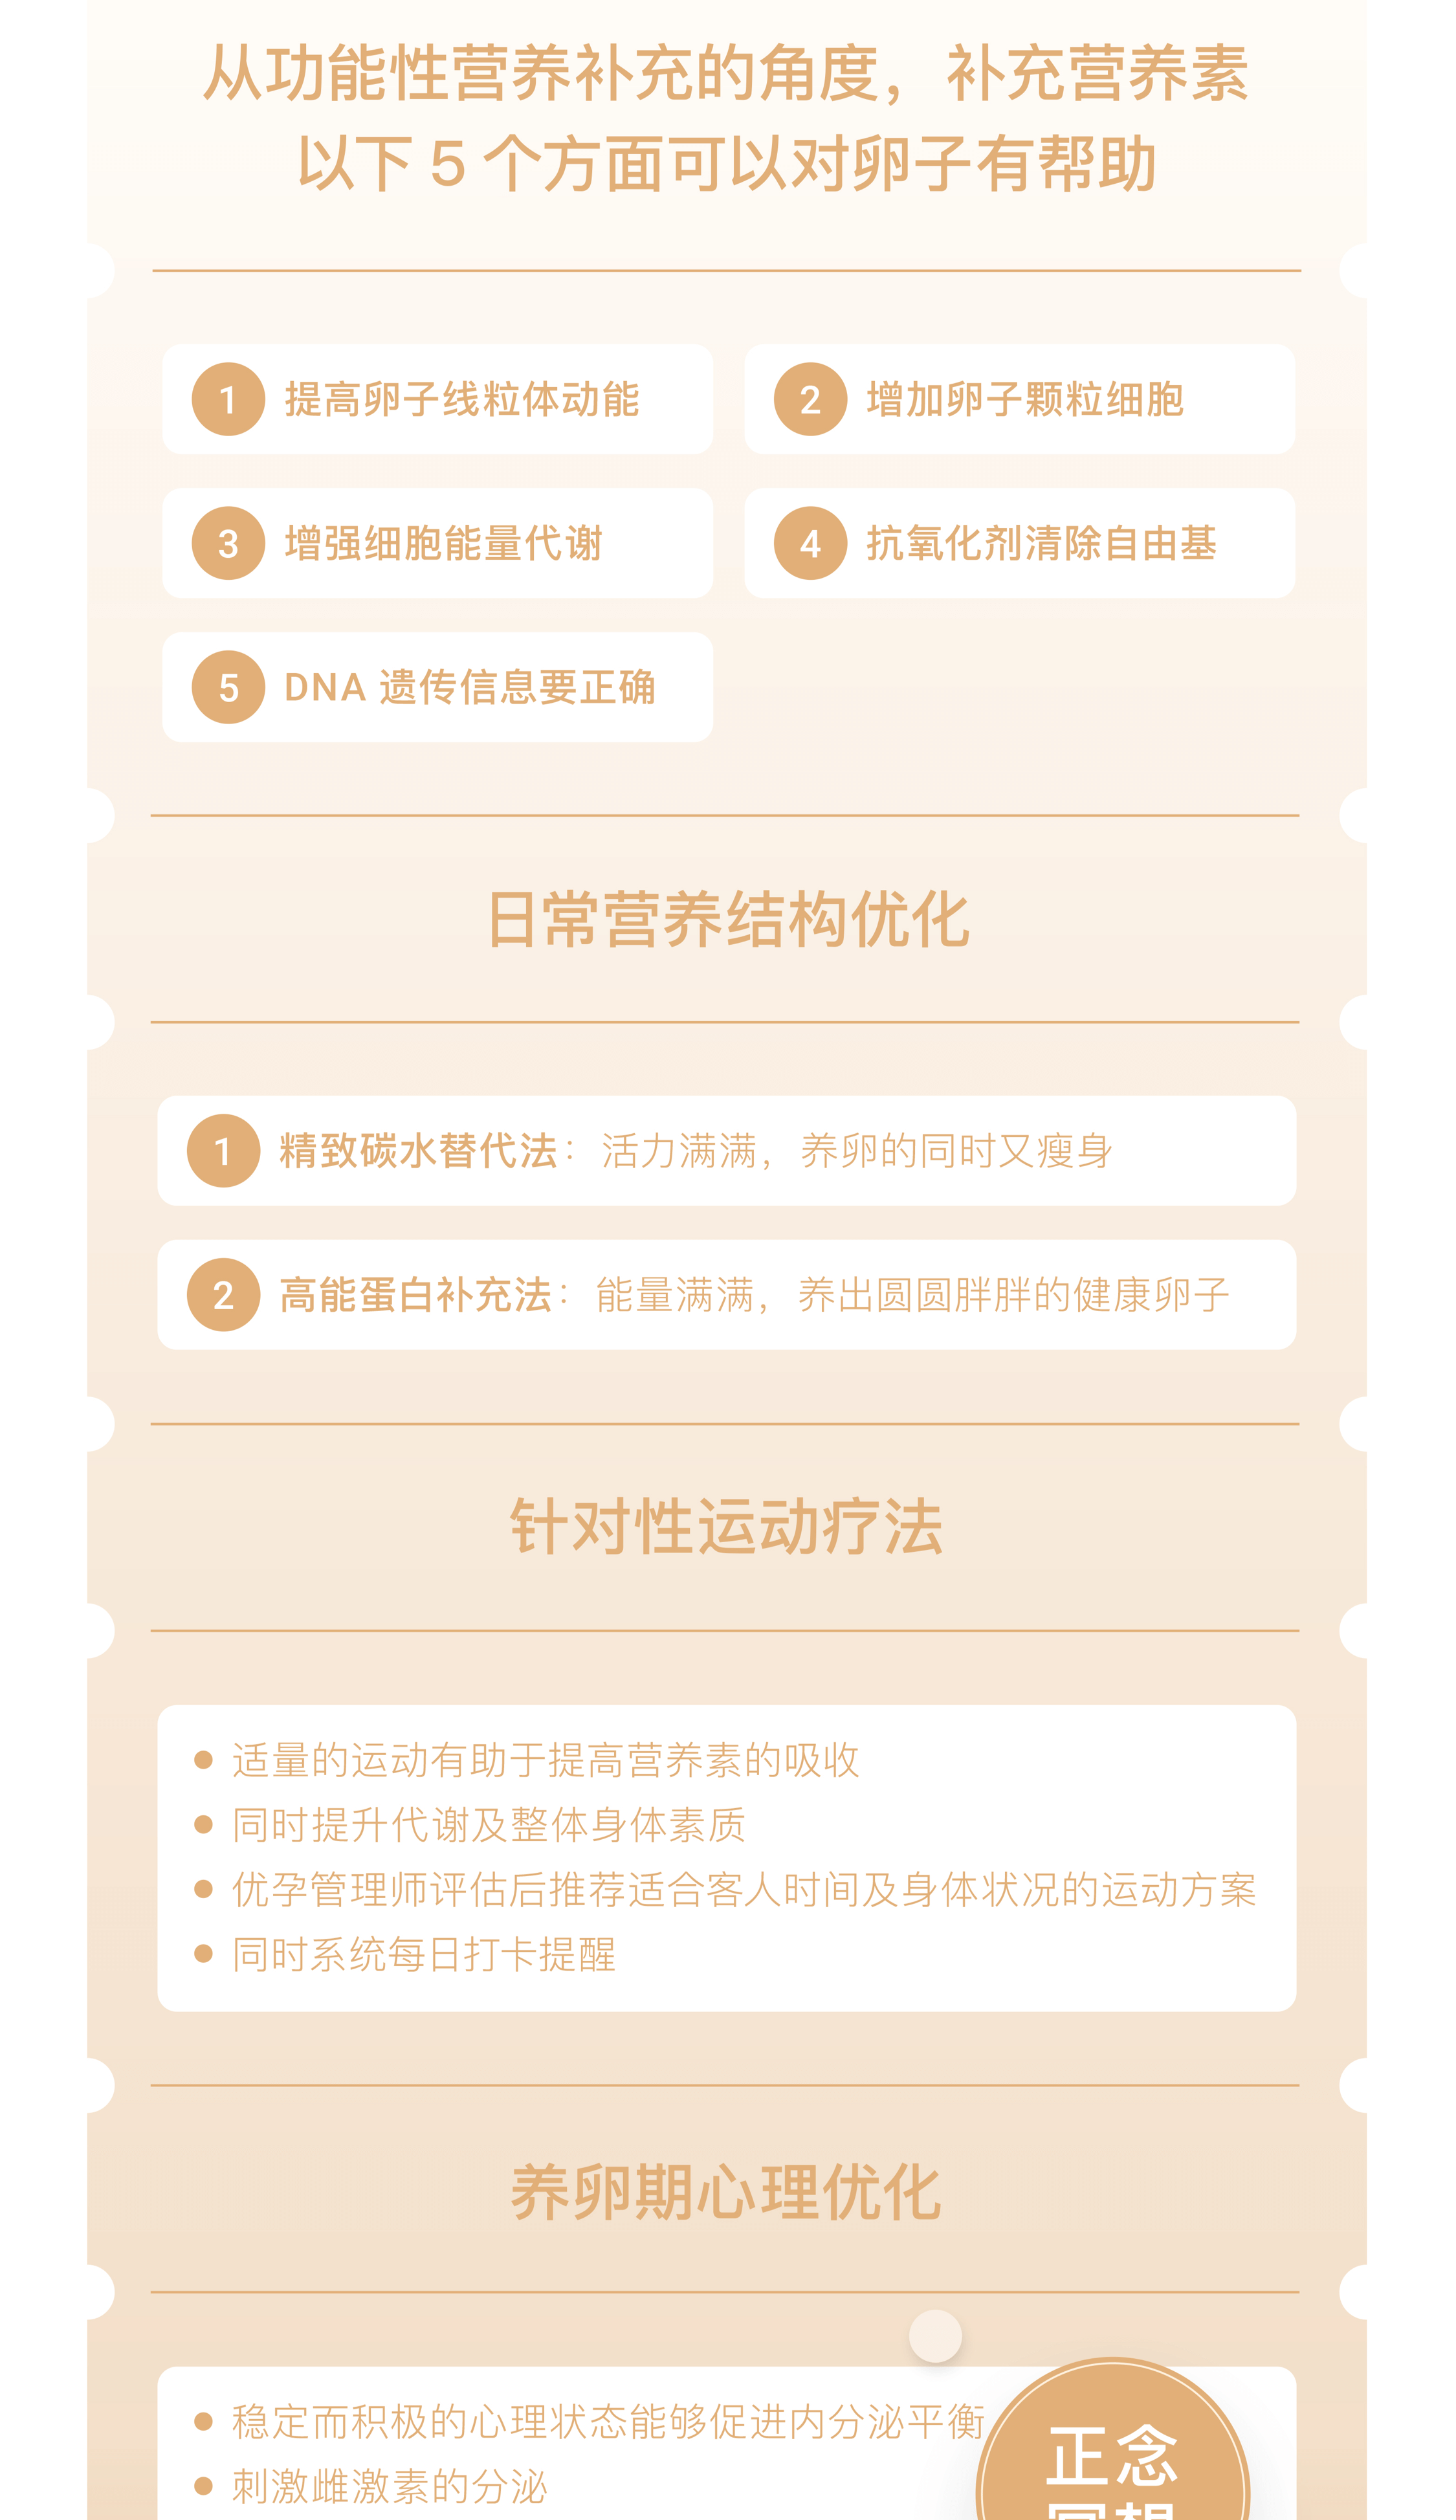 从功能性营养补充的角度，补充营养素
以下 5 个方面可以对卵子有帮助
1 提高卵子线粒体动能
2 增加卵子颗粒细胞
3 增强细胞能量代谢
4 抗氧化剂清除自由基
5 DNA 遗传信息要正确
日常营养结构优化
1 精致碳水替代法：活力满满，养卵的同时又瘦身
2 高能蛋白补充法：能量满满，养出圆圆胖胖的健康卵子
针对性运动疗法
适量的运动有助于提高营养素的吸收
同时提升代谢及整体身体素质
优孕管理师评估后推荐适合客人时间及身体状况的运动方案
同时系统每日打卡提醒
养卵期心理优化
稳定而积极的心理状态能够促进内分泌平衡
刺激雌激素的分泌
正念
冥想